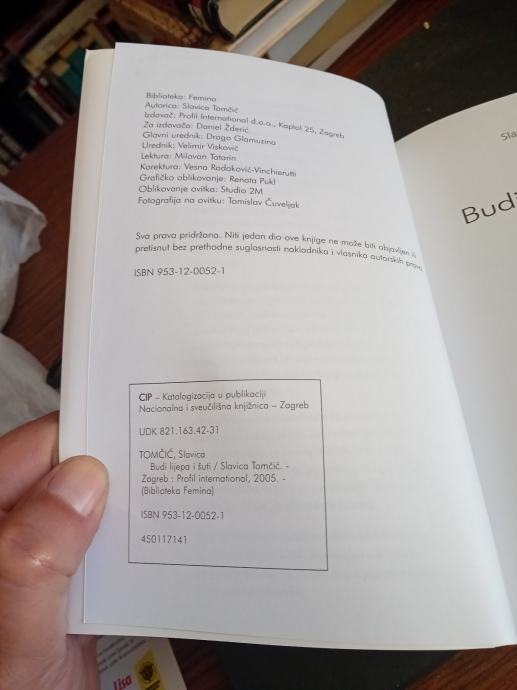 Biblioteka: Femina
Autorica: Slavica Tomčić
Izdavač: Profil International d.o.o., Kaptol 25, Zagreb
Za izdavača: Daniel Žderić
Glavni urednik: Drago Glamuzina
Urednik: Velimir Visković
Lektura: Milovan Tatarin
Korektura: Vesna Radaković-Vinchierutti
Grafičko oblikovanje: Renata Pukl
Oblikovanje ovitka: Studio 2M
Fotografija na ovitku: Tomislav Čuveljak
Sva prava pridržana. Niti jedan dio ove knjige ne može biti objavljen ili
pretisnut bez prethodne suglasnosti nakladnika i vlasnika autorskih prava.
ISBN 953-12-0052-1
CIP – Katalogizacija u publikaciji
Nacionalna i sveučilišna knjižnica – Zagreb
UDK 821.163.42-31
TOMČIĆ, Slavica
Budi lijepa i šuti / Slavica Tomčić. -
Zagreb : Profil international, 2005. -
(Biblioteka Femina)
ISBN 953-12-0052-1
450117141
Sla
Budi
Lisa